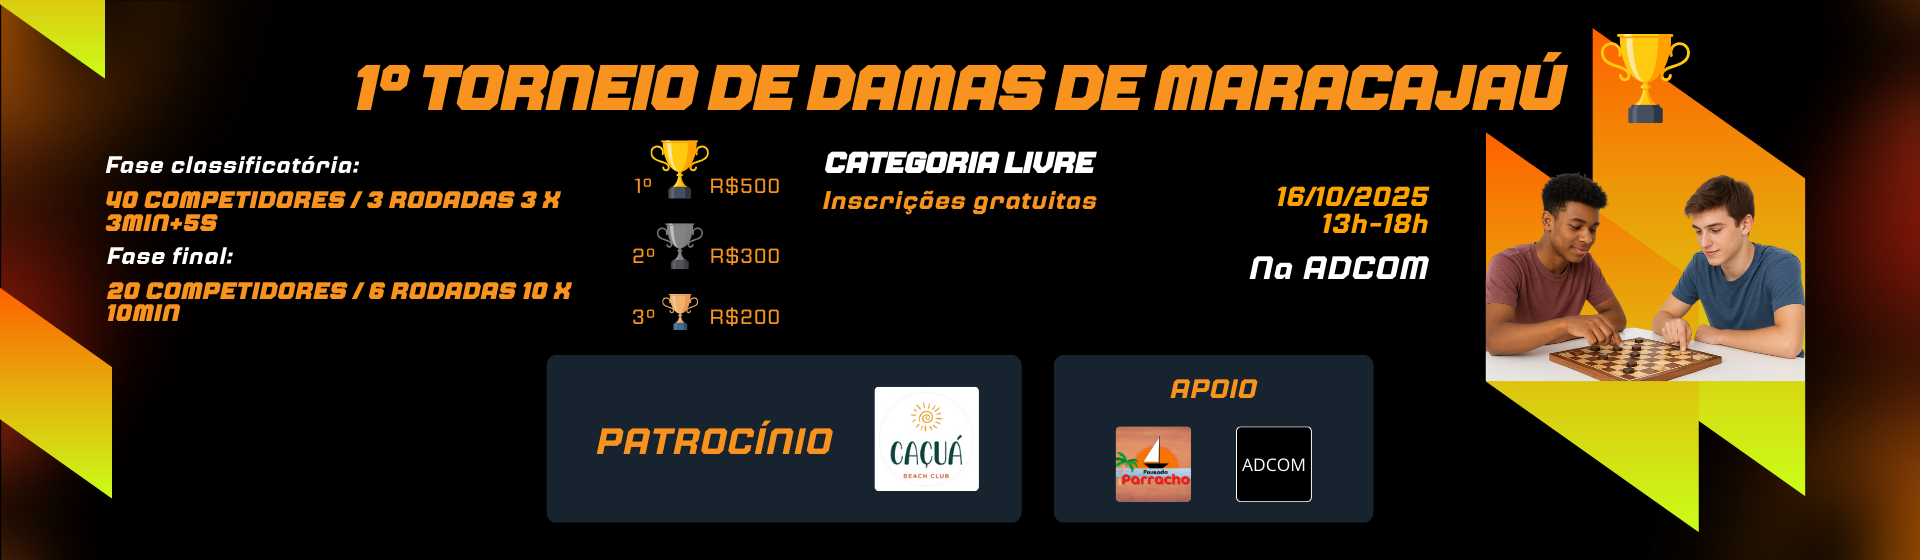 1º TORNEIO DE DAMAS DE MARACAJAÚ
Fase classificatória:
40 COMPETIDORES / 3 RODADAS 3 X
3MIN+5S
Fase final:
20 COMPETIDORES / 6 RODADAS 10 X
10MIN
1º R$500
2º R$300
3º R$200
CATEGORIA LIVRE
Inscrições gratuitas
16/10/2025
13h-18h
Na ADCOM
PATROCÍNIO
CAÇUÁ
BEACH CLUB
APOIO
Pousada
Parracho
ADCOM